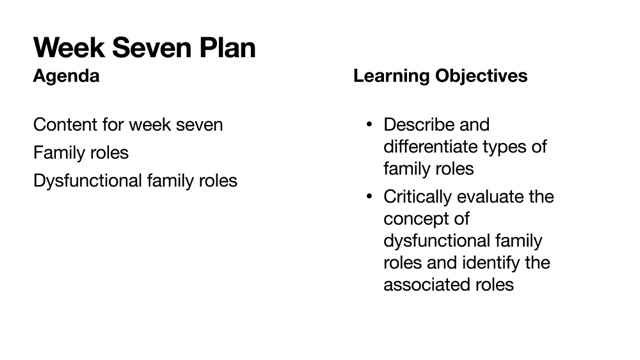 Week Seven Plan
Agenda
Content for week seven
Family roles
Dysfunctional family roles
Learning Objectives
• Describe and
differentiate types of
family roles
• Critically evaluate the
concept of
dysfunctional family
roles and identify the
associated roles